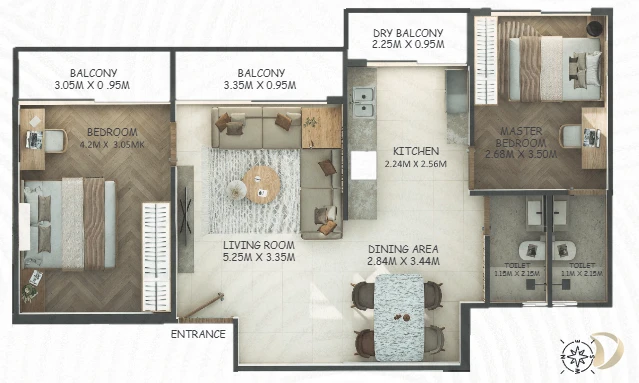 DRY BALCONY
2.25M X 0.95M
BALCONY
3.05M X 0 .95M
BALCONY
3.35M X 0.95M
BEDROOM
4.2M X 3.05MK
KITCHEN
2.24M X 2.56M
MASTER
BEDROOM
2.68M X 3.50M
LIVING ROOM
5.25M X 3.35M
DINING AREA
2.84M X 3.44M
TOILET
1.15M X 2.15M
TOILET
1.1M X 2.15M
ENTRANCE